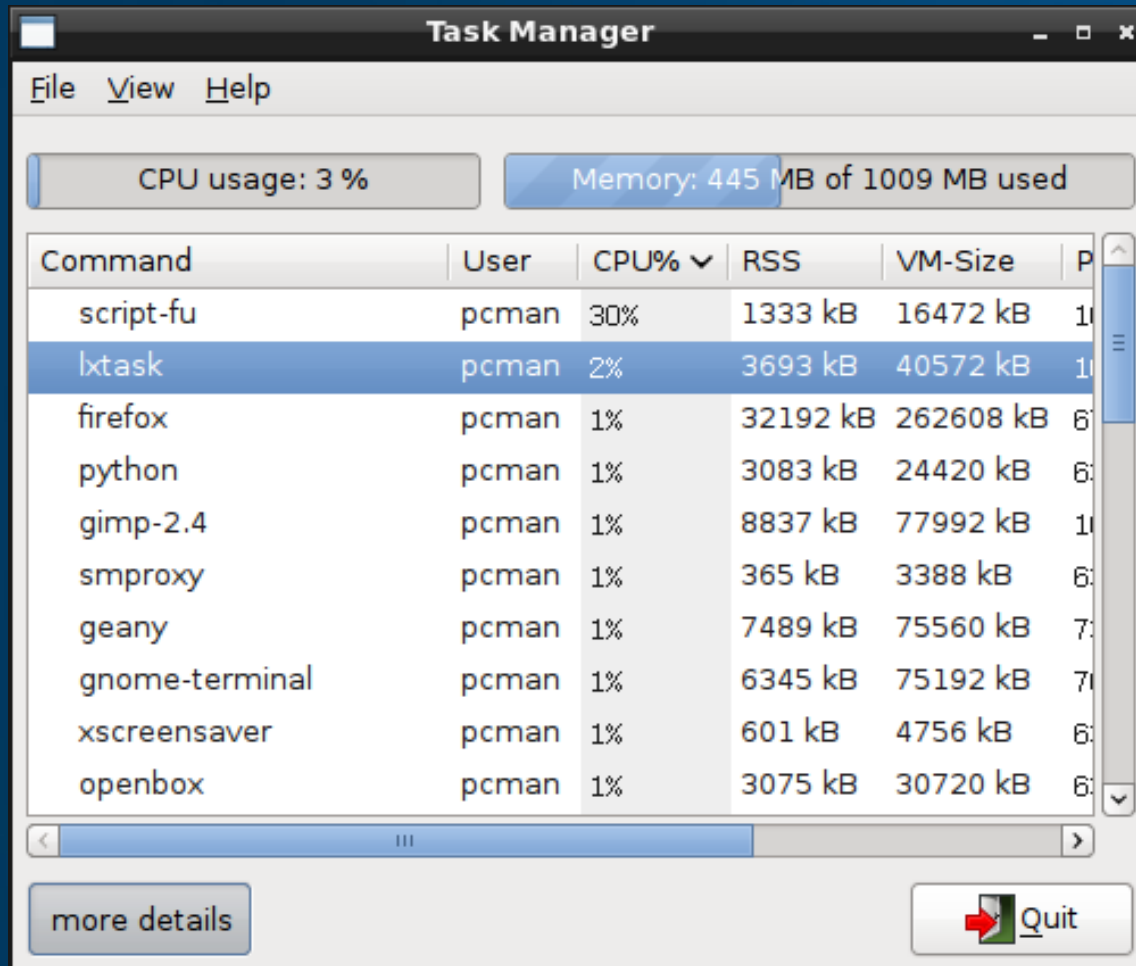 Task Manager
File View Help
CPU usage: 3 % Memory: 445 MB of 1009 MB used
Command User CPU% RSS VM-Size
script-fu pcman 30% 1333 kB 16472 kB
lxtask pcman 2% 3693 kB 40572 kB
firefox pcman 1% 32192 kB 262608 kB
python pcman 1% 3083 kB 24420 kB
gimp-2.4 pcman 1% 8837 kB 77992 kB
smproxy pcman 1% 365 kB 3388 kB
geany pcman 1% 7489 kB 75560 kB
gnome-terminal pcman 1% 6345 kB 75192 kB
xscreensaver pcman 1% 601 kB 4756 kB
openbox pcman 1% 3075 kB 30720 kB
more details Quit